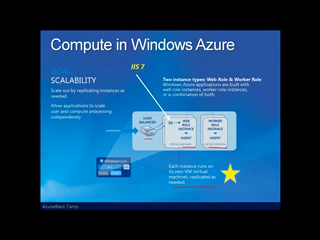 Compute in Windows Azure
IIS 7
GOAL
SCALABILITY
Scale out by replicating instances as
needed.
Allow applications to scale
user and compute processing
independently.
Two instance types: Web Role & Worker Role
Windows Azure applications are built with
web role instances, worker role instances,
or a combination of both.
LOAD
BALANCER
IIS
WEB
ROLE
INSTANCE
AGENT
WORKER
ROLE
INSTANCE
AGENT
Each instance runs on
its own VM (virtual
machine), replicated as
needed.